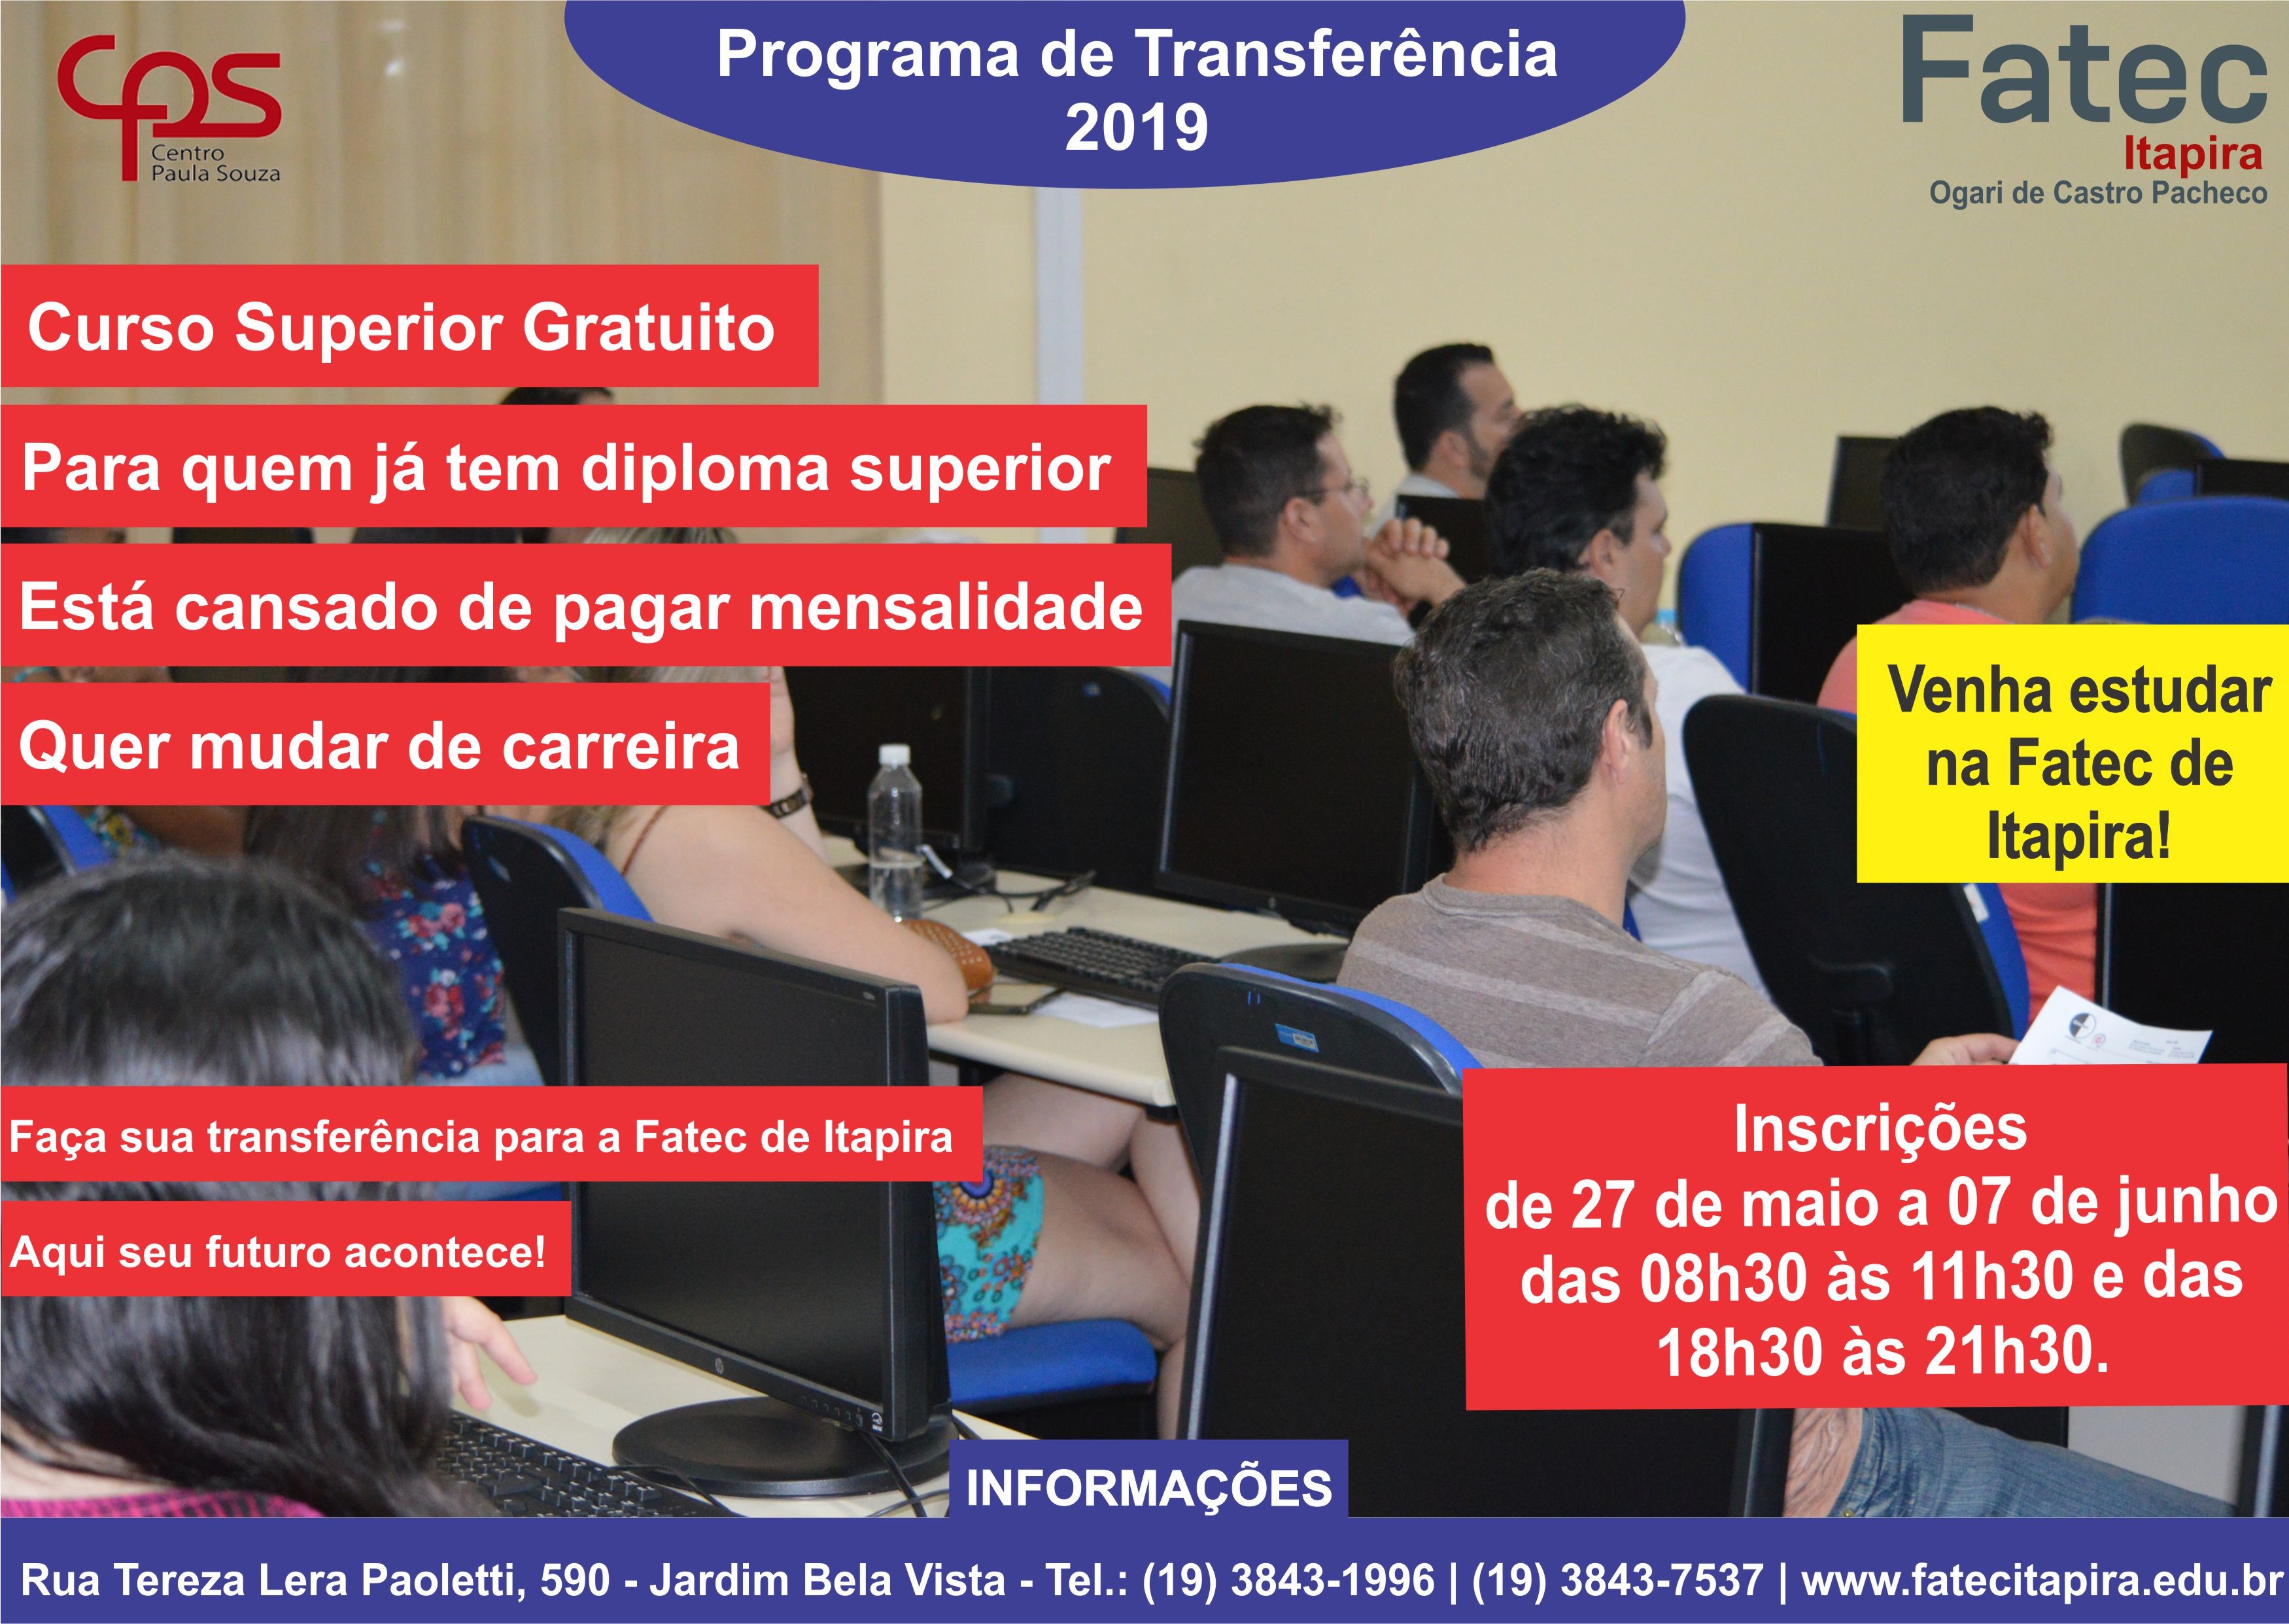 cps
Centro
Paula Souza
Programa de Transferência
2019
Fatec
Itapira
Ogari de Castro Pacheco
Curso Superior Gratuito
Para quem já tem diploma superior
Está cansado de pagar mensalidade
Quer mudar de carreira
Venha estudar
na Fatec de
Itapira!
Faça sua transferência para a Fatec de Itapira
Aqui seu futuro acontece!
Inscrições
de 27 de maio a 07 de junho
das 08h30 às 11h30 e das
18h30 às 21h30.
INFORMAÇÕES
Rua Tereza Lera Paoletti, 590 - Jardim Bela Vista - Tel.: (19) 3843-1996 | (19) 3843-7537 | www.fatecitapira.edu.br